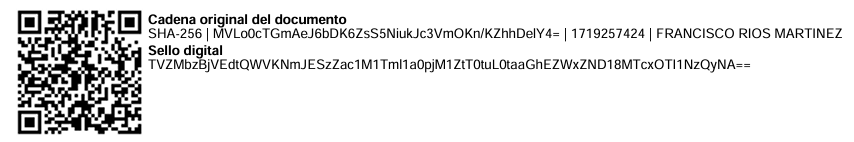 Cadena original del documento
SHA-256 | MVLo0cTGmAeJ6bDK6ZsS5NiukJc3VmOKn/KZhhDelY4= | 1719257424 | FRANCISCO RIOS MARTINEZ
Sello digital
TVZMbzBjVEdtQWVKNmJESzZac1M1Tml1a0pjM1ZtT0tuL0taaGhEZWxZND18MTcxOTI1NzQyNA==